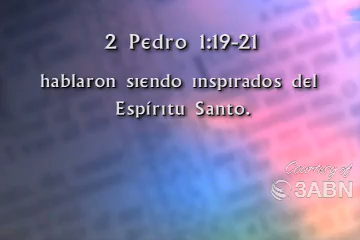 2 Pedro 1:19-21
hablaron siendo inspirados del
Espíritu Santo.
Courtesy of
3ABN